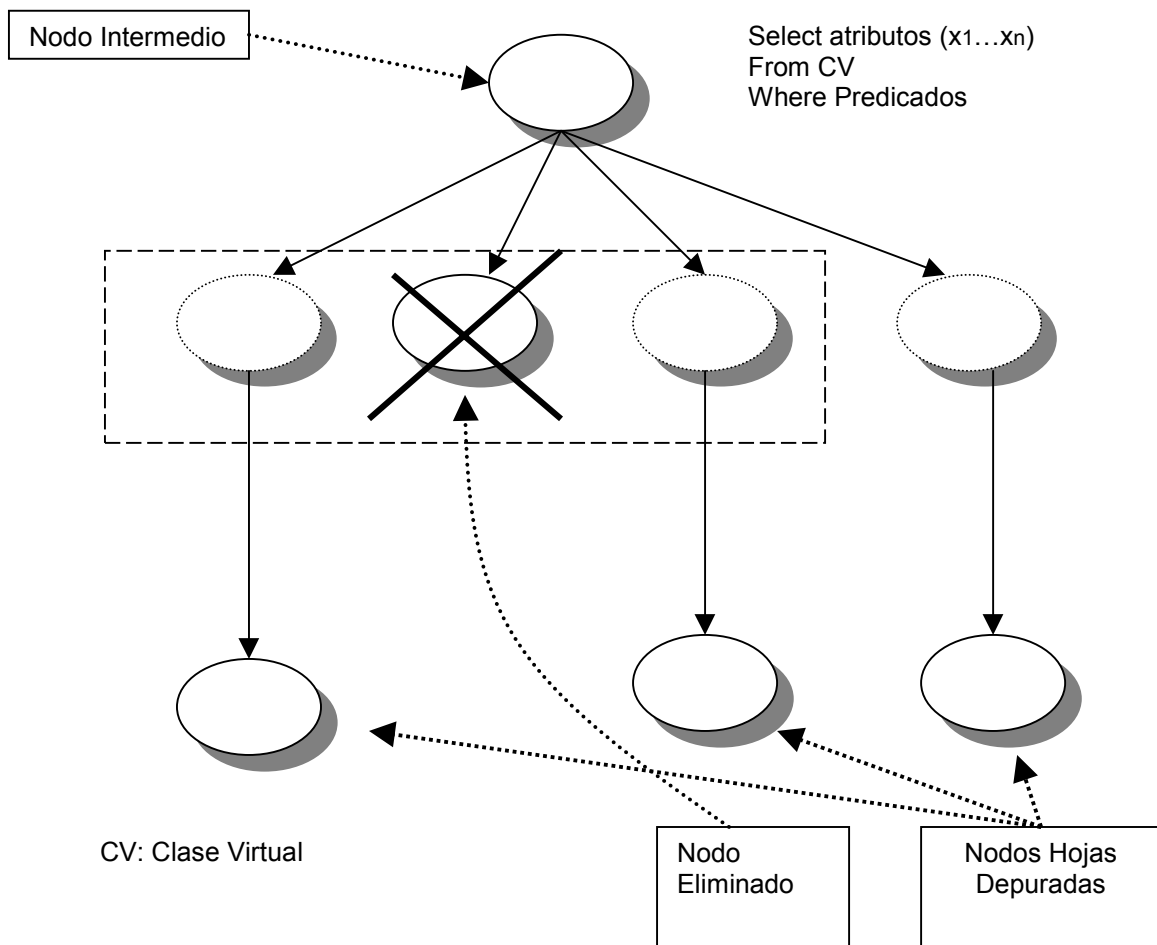 Nodo Intermedio
Select atributos (x1…xn)
From CV
Where Predicados
CV: Clase Virtual
Nodo
Eliminado
Nodos Hojas
Depuradas